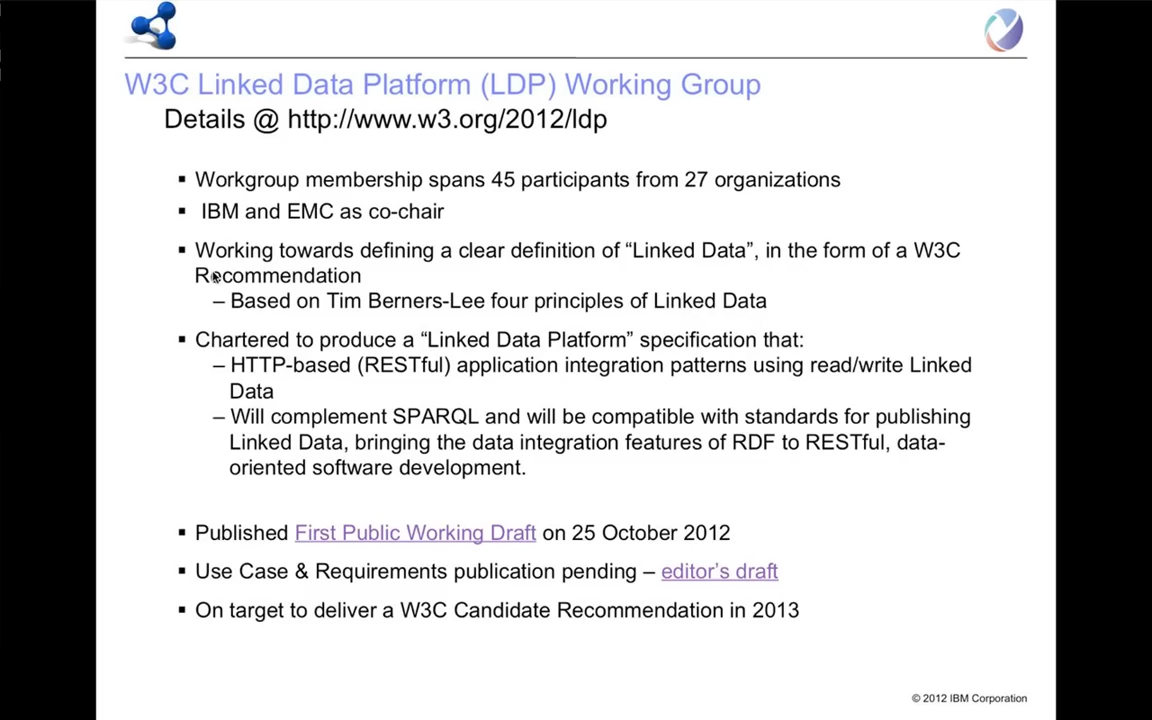 W3C Linked Data Platform (LDP) Working Group
Details @ http://www.w3.org/2012/ldp
▪ Workgroup membership spans 45 participants from 27 organizations
▪ IBM and EMC as co-chair
▪ Working towards defining a clear definition of “Linked Data”, in the form of a W3C
Recommendation
– Based on Tim Berners-Lee four principles of Linked Data
▪ Chartered to produce a “Linked Data Platform” specification that:
– HTTP-based (RESTful) application integration patterns using read/write Linked
Data
– Will complement SPARQL and will be compatible with standards for publishing
Linked Data, bringing the data integration features of RDF to RESTful, data-
oriented software development.
▪ Published First Public Working Draft on 25 October 2012
▪ Use Case & Requirements publication pending – editor’s draft
▪ On target to deliver a W3C Candidate Recommendation in 2013
© 2012 IBM Corporation